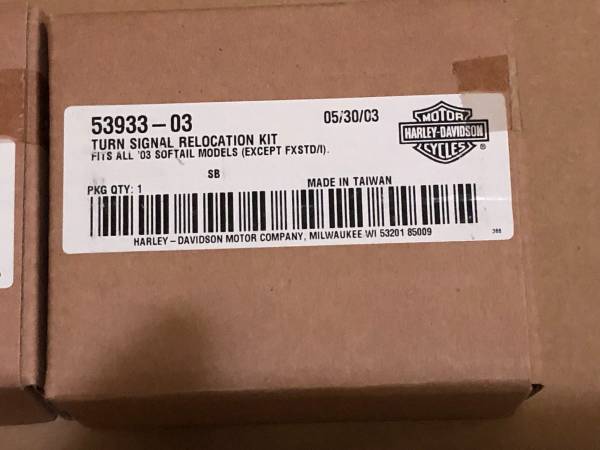 53933-03 05/30/03
TURN SIGNAL RELOCATION KIT
FITS ALL '03 SOFTAIL MODELS (EXCEPT FXSTD/I).
SB
PKG QTY: 1 MADE IN TAIWAN
HARLEY-DAVIDSON MOTOR COMPANY, MILWAUKEE WI 53201 85009
MOTOR
HARLEY-DAVIDSON
CYCLES ®